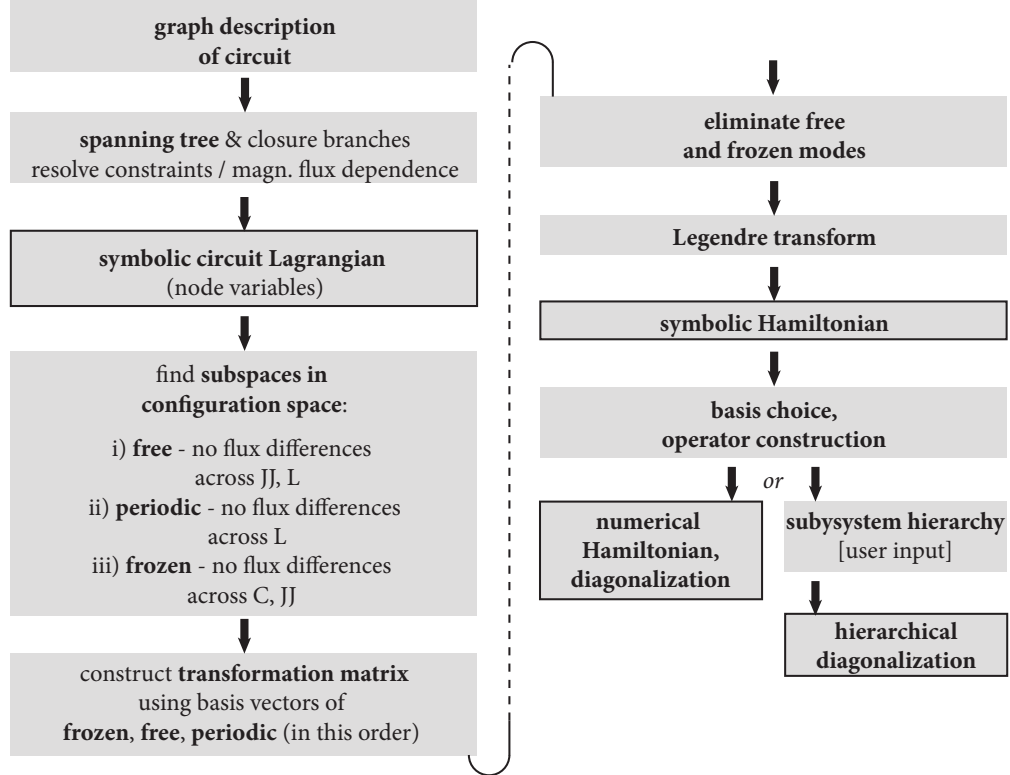 graph description
of circuit
spanning tree & closure branches
resolve constraints / magn. flux dependence
symbolic circuit Lagrangian
(node variables)
find subspaces in
configuration space:
i) free - no flux differences
across JJ, L
ii) periodic - no flux differences
across L
iii) frozen - no flux differences
across C, JJ
construct transformation matrix
using basis vectors of
frozen, free, periodic (in this order)
eliminate free
and frozen modes
Legendre transform
symbolic Hamiltonian
basis choice,
operator construction
or
numerical
Hamiltonian,
diagonalization
subysystem hierarchy
[user input]
hierarchical
diagonalization